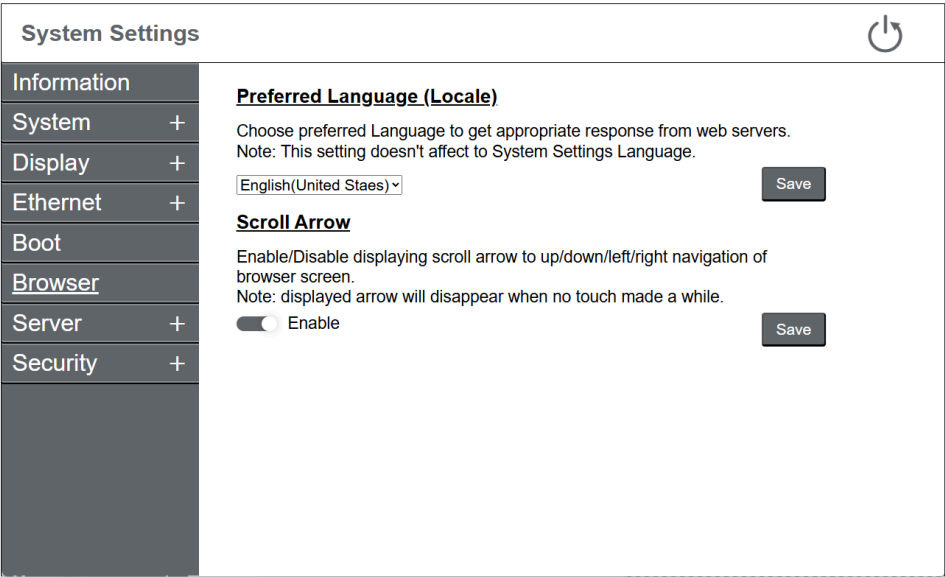 System Settings
Information
System +
Display +
Ethernet +
Boot
Browser
Server +
Security +
Preferred Language (Locale)
Choose preferred Language to get appropriate response from web servers.
Note: This setting doesn't affect to System Settings Language.
English(United Staes)
Save
Scroll Arrow
Enable/Disable displaying scroll arrow to up/down/left/right navigation of
browser screen.
Note: displayed arrow will disappear when no touch made a while.
Enable
Save